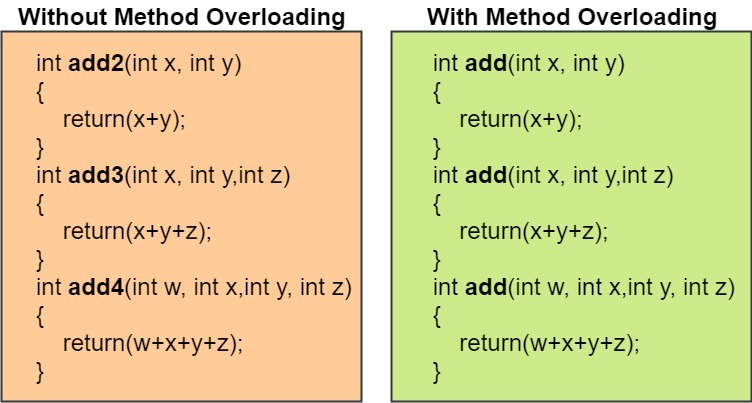 Without Method Overloading
int add2(int x, int y)
{
return(x+y);
}
int add3(int x, int y,int z)
{
return(x+y+z);
}
int add4(int w, int x,int y, int z)
{
return(w+x+y+z);
}
With Method Overloading
int add(int x, int y)
{
return(x+y);
}
int add(int x, int y,int z)
{
return(x+y+z);
}
int add(int w, int x,int y, int z)
{
return(w+x+y+z);
}